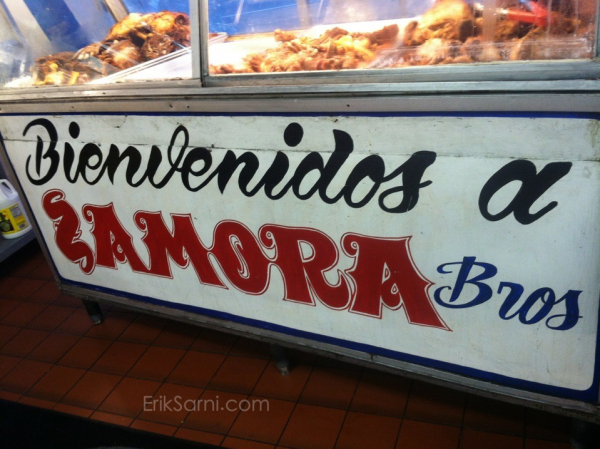 Bienvenidos a
ZAMORA Bros
ErikSarni.com